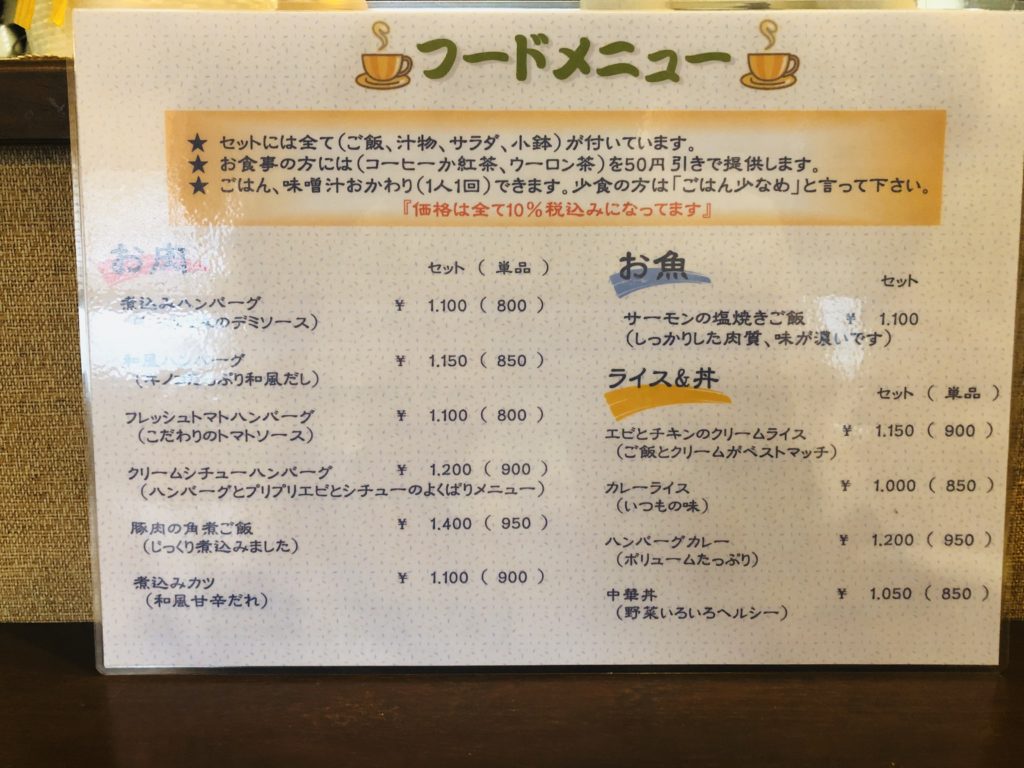 フードメニュー
★ セットには全て(ご飯、汁物、サラダ、小鉢)が付いています。
★ お食事の方には(コーヒーか紅茶、ウーロン茶)を50円引きで提供します。
★ ごはん、味噌汁おかわり(1人1回)できます。少食の方は「ごはん少なめ」と言って下さい。
『価格は全て10%税込みになってます』
お肉
セット ( 単品 )
煮込みハンバーグ ¥ 1.100 ( 800 )
のデミソース)
和風ハンバーグ ¥ 1.150 ( 850 )
(キノコたっぷり和風だし)
フレッシュトマトハンバーグ ¥ 1.100 ( 800 )
(こだわりのトマトソース)
クリームシチューハンバーグ ¥ 1.200 ( 900 )
(ハンバーグとプリプリエビとシチューのよくばりメニュー)
豚肉の角煮ご飯 ¥ 1.400 ( 950 )
(じっくり煮込みました)
煮込みカツ ¥ 1.100 ( 900 )
(和風甘辛だれ)
お魚
セット
サーモンの塩焼きご飯 ¥ 1.100
(しっかりした肉質、味が濃いです)
ライス&丼
セット ( 単品 )
エビとチキンのクリームライス ¥ 1.150 ( 900 )
(ご飯とクリームがベストマッチ)
カレーライス ¥ 1.000 ( 850 )
(いつもの味)
ハンバーグカレー ¥ 1.200 ( 950 )
(ボリュームたっぷり)
中華丼 ¥ 1.050 ( 850 )
(野菜いろいろヘルシー)